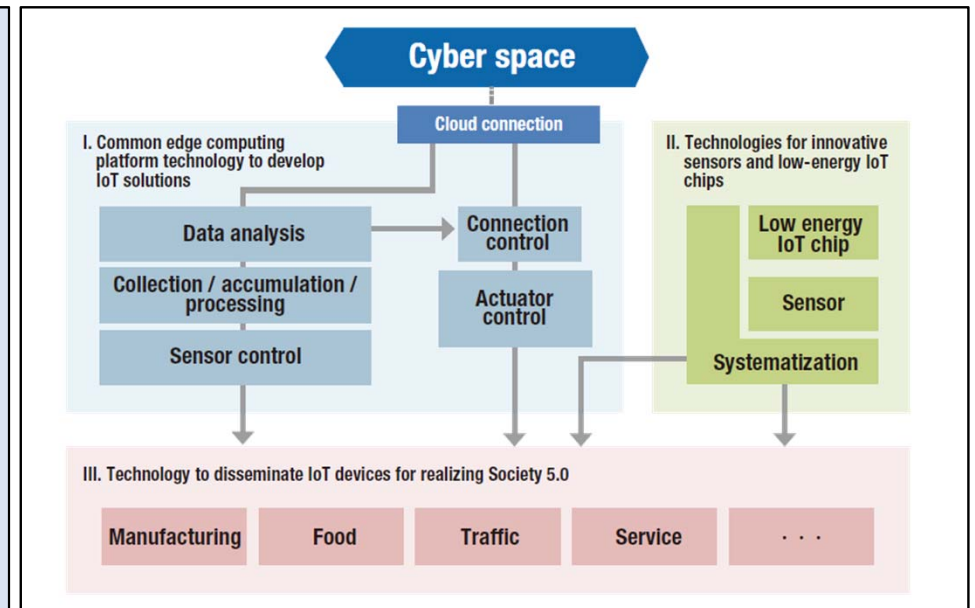 Cyber space
Cloud connection
I. Common edge computing
platform technology to develop
IoT solutions
Data analysis
Collection / accumulation /
processing
Sensor control
Connection
control
Actuator
control
II. Technologies for innovative
sensors and low-energy IoT
chips
Low energy
IoT chip
Sensor
Systematization
III. Technology to disseminate IoT devices for realizing Society 5.0
Manufacturing
Food
Traffic
Service
· · ·